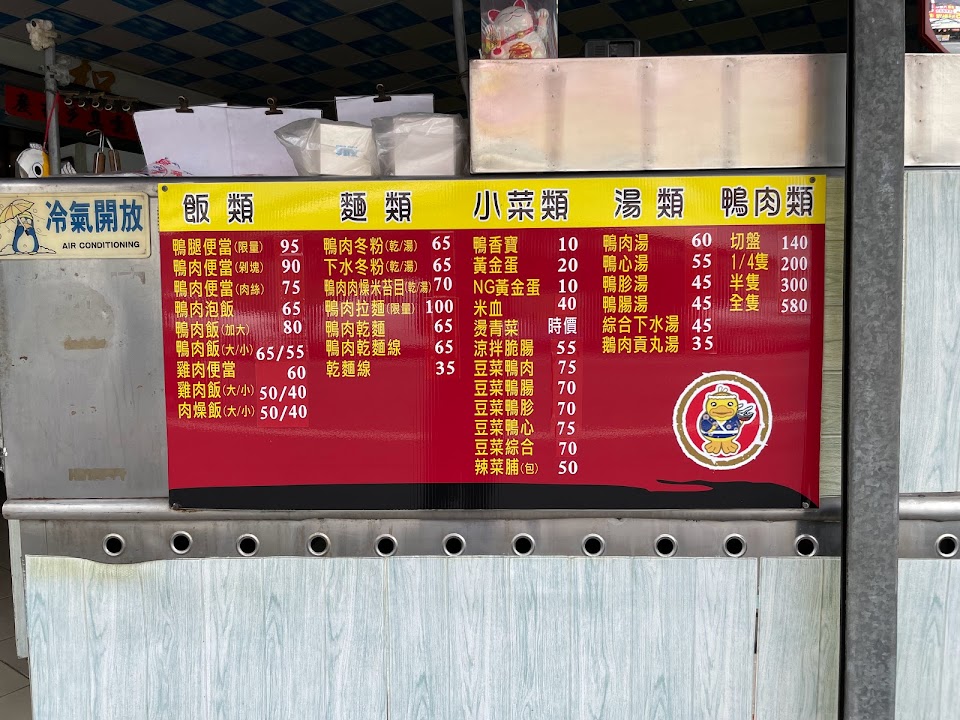 冷氣開放
AIR CONDITIONING
飯類
鴨腿便當(限量) 95
鴨肉便當(剁塊) 90
鴨肉便當(肉絲) 75
鴨肉泡飯 65
鴨肉飯(加大) 80
鴨肉飯(大/小) 65/55
雞肉便當 60
雞肉飯(大/小) 50/40
肉燥飯(大/小) 50/40
麵類
鴨肉冬粉(乾/湯) 65
下水冬粉(乾/湯) 65
鴨肉肉燥米苔目(乾/湯) 70
鴨肉拉麵(限量) 100
鴨肉乾麵 65
鴨肉乾麵線 65
乾麵線 35
小菜類
鴨香寶 10
黃金蛋 20
NG黃金蛋 10
米血 40
燙青菜 時價
涼拌脆腸 55
豆菜鴨肉 75
豆菜鴨腸 70
豆菜鴨胗 70
豆菜鴨心 75
豆菜綜合 70
辣菜脯(包) 50
湯類
鴨肉湯 60
鴨心湯 55
鴨胗湯 45
鴨腸湯 45
綜合下水湯 45
鵝肉貢丸湯 35
鴨肉類
切盤 140
1/4隻 200
半隻 300
全隻 580